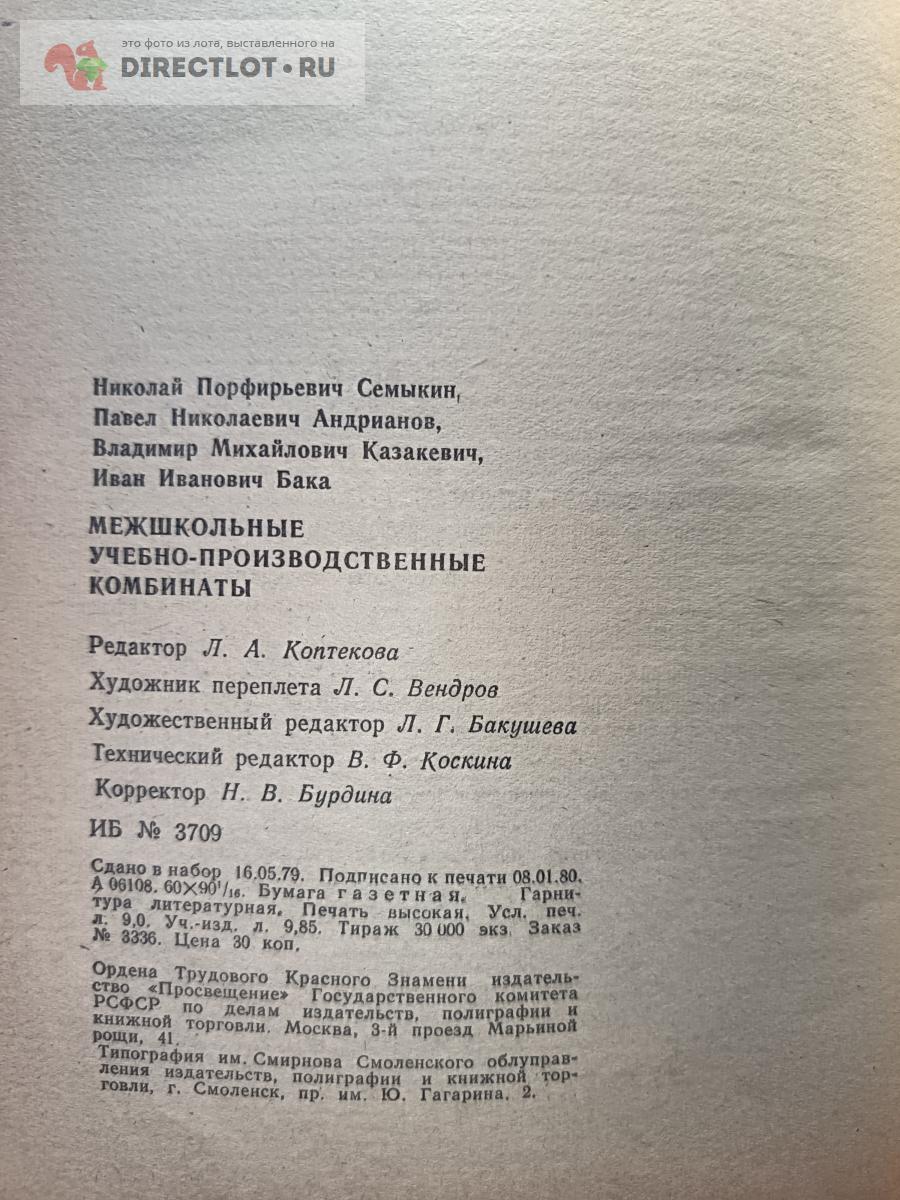 это фото из лота, выставленного на
DIRECTLOT•RU
Николай Порфирьевич Семыкин,
Павел Николаевич Андрианов,
Владимир Михайлович Казакевич,
Иван Иванович Бака
МЕЖШКОЛЬНЫЕ
УЧЕБНО-ПРОИЗВОДСТВЕННЫЕ
КОМБИНАТЫ
Редактор Л. А. Коптекова
Художник переплета Л. С. Вендров
Художественный редактор Л. Г. Бакушева
Технический редактор В. Ф. Коскина
Корректор Н. В. Бурдина
ИБ № 3709
Сдано в набор 16.05.79. Подписано к печати 08.01.80.
А 06108. 60×90¹/₁₆. Бумага газетная. Гарни-
тура литературная. Печать высокая. Усл. печ.
л. 9,0. Уч.-изд. л. 9,85. Тираж 30 000 экз. Заказ
№ 3336. Цена 30 коп.
Ордена Трудового Красного Знамени издатель-
ство «Просвещение» Государственного комитета
РСФСР по делам издательств, полиграфии и
книжной торговли. Москва, 3-й проезд Марьиной
рощи, 41.
Типография им. Смирнова Смоленского облуправ-
ления издательств, полиграфии и книжной тор-
говли, г. Смоленск, пр. им. Ю. Гагарина, 2.